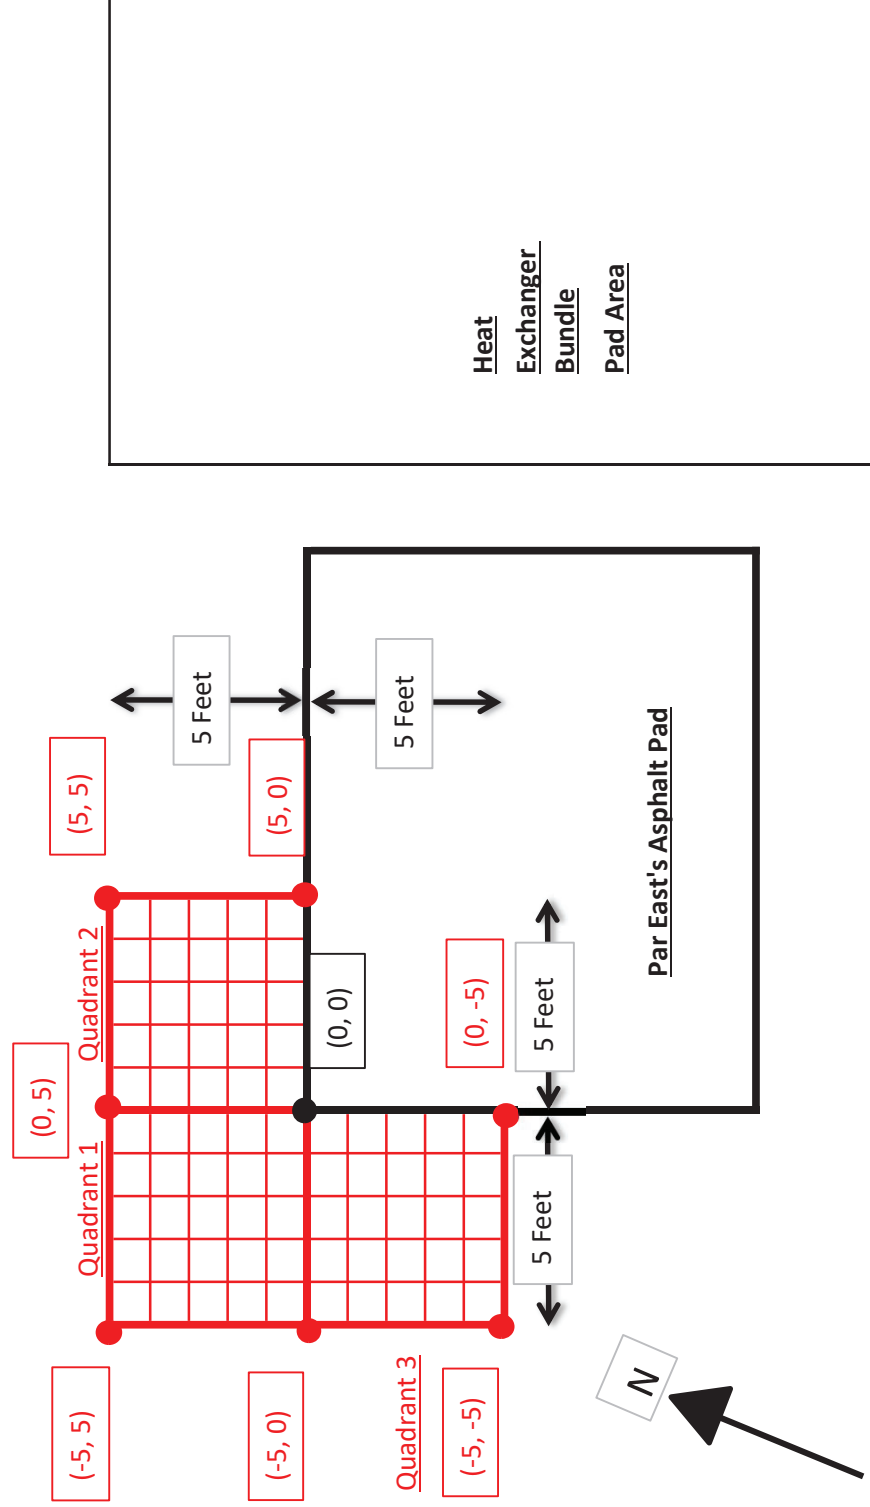 (0, 5)
(-5, 5)
Quadrant 1
Quadrant 2
(5, 5)
5 Feet
(-5, 0)
(0, 0)
(5, 0)
5 Feet
Quadrant 3
(-5, -5)
(0, -5)
5 Feet
5 Feet
Heat
Exchanger
Bundle
Pad Area
Par East's Asphalt Pad
N